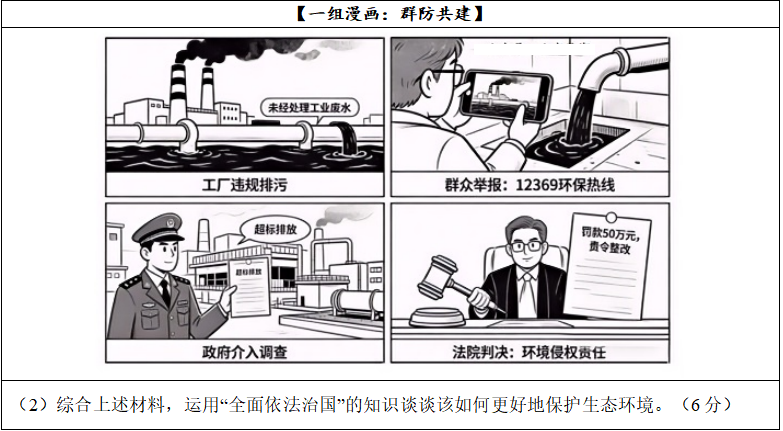 【一组漫画：群防共建】
未经处理工业废水
工厂违规排污
群众举报：12369环保热线
超标排放
超标排放
政府介入调查
罚款50万元，
责令整改
法院判决：环境侵权责任
（2）综合上述材料，运用“全面依法治国”的知识谈谈该如何更好地保护生态环境。（6 分）